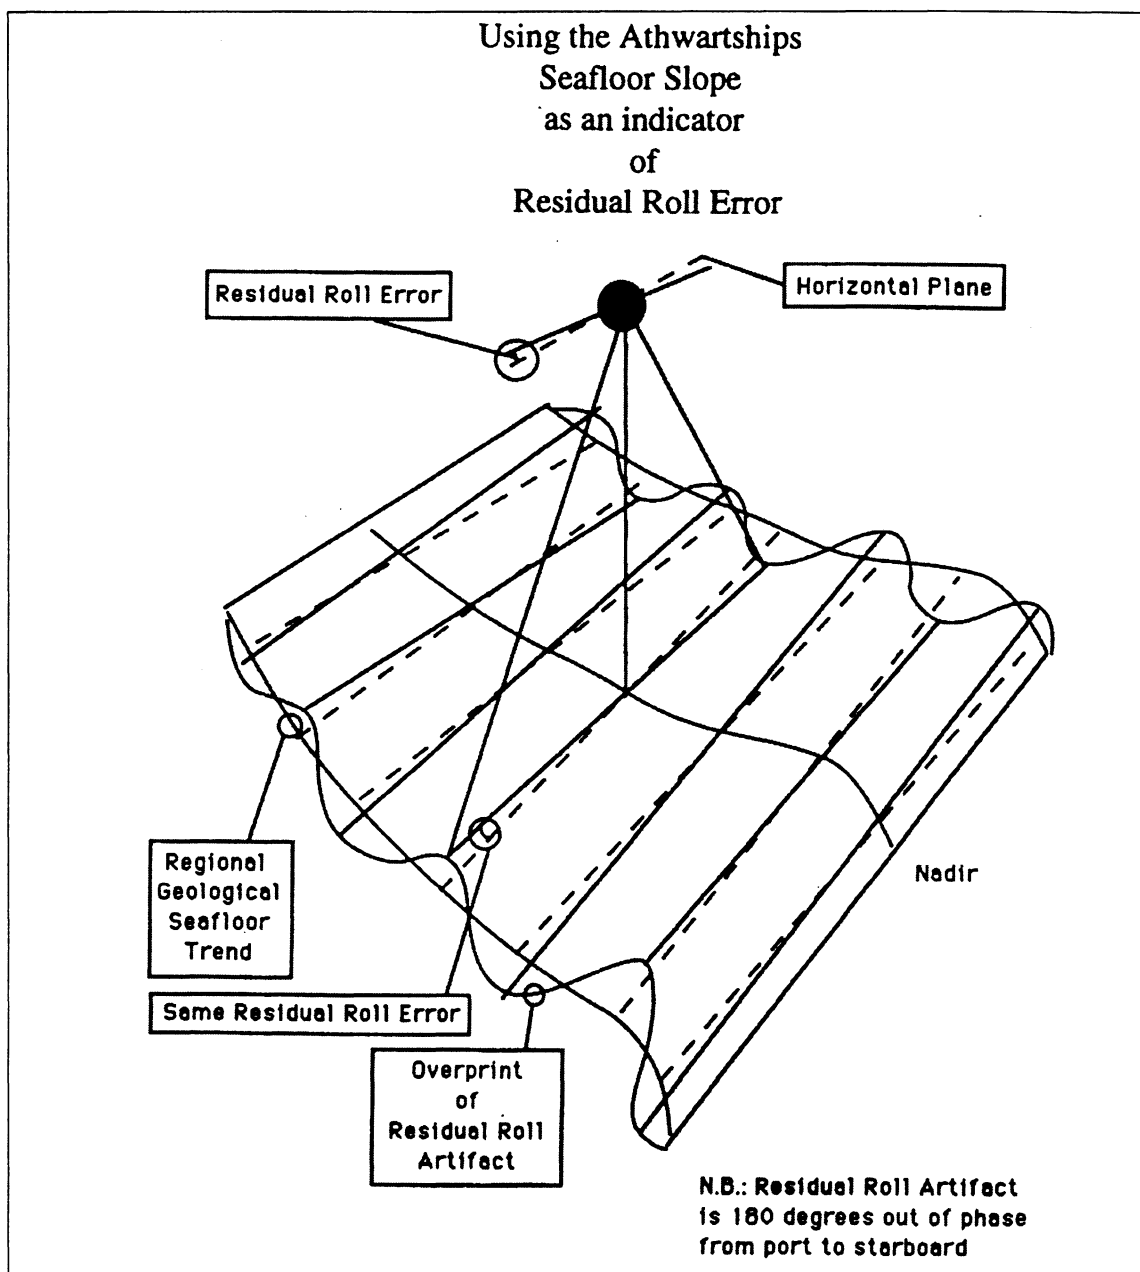 Using the Athwartships
Seafloor Slope
as an indicator
of
Residual Roll Error
Residual Roll Error
Horizontal Plane
Nadir
Regional
Geological
Seafloor
Trend
Same Residual Roll Error
Overprint
of
Residual Roll
Artifact
N.B.: Residual Roll Artifact
is 180 degrees out of phase
from port to starboard